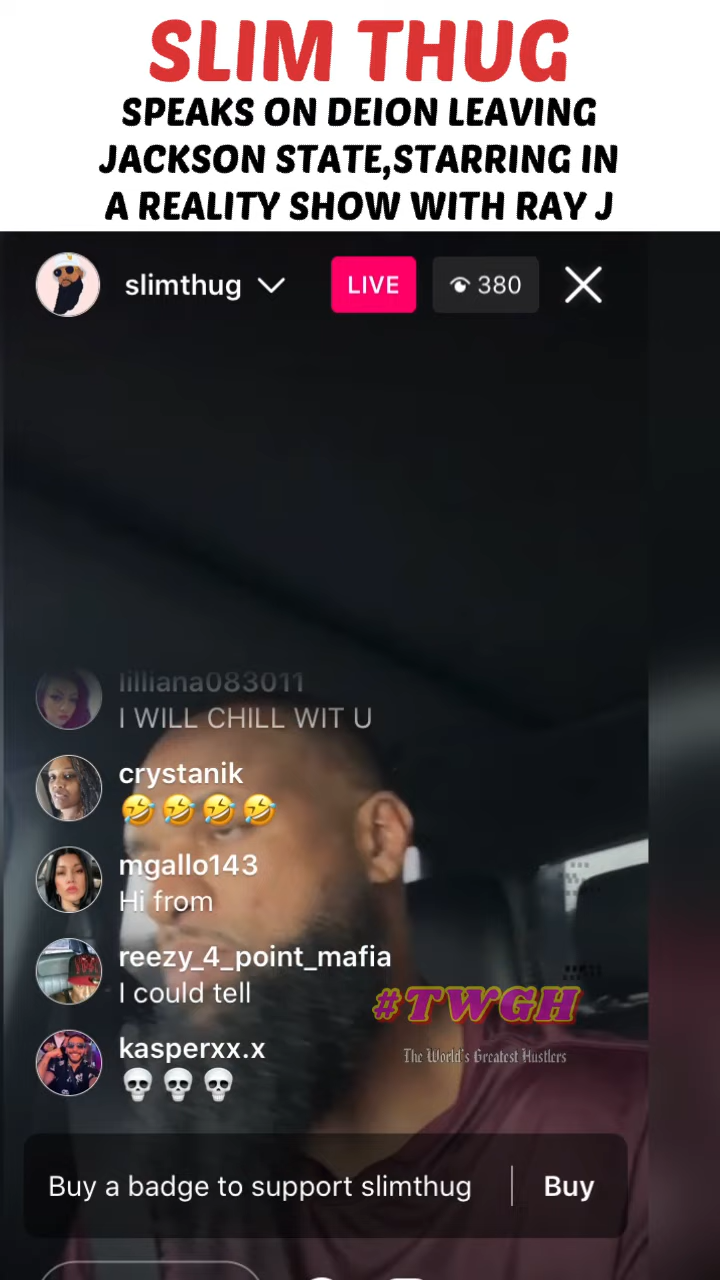 SLIM THUG
SPEAKS ON DEION LEAVING
JACKSON STATE,STARRING IN
A REALITY SHOW WITH RAY J
slimthug
LIVE
380
lilliana083011
I WILL CHILL WIT U
crystanik
🤣🤣🤣🤣
mgallo143
Hi from
reezy_4_point_mafia
I could tell
kasperxx.x
💀💀💀
#TWGH
The World's Greatest Hustlers
Buy a badge to support slimthug
Buy